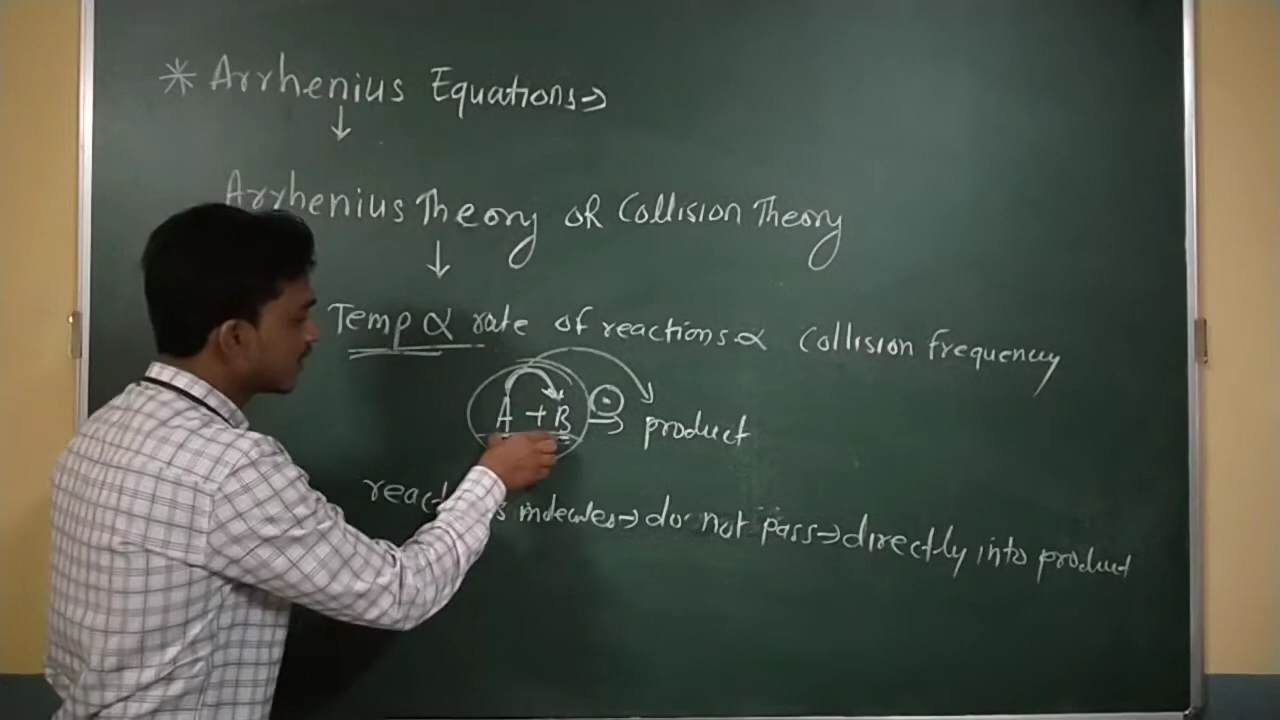 * Arrhenius Equations→
↓
Arrhenius Theory OR Collision Theory
↓
Temp ∝ rate of reactions ∝ Collision frequency
A + B → product
molecules→ do not pass→ directly into product